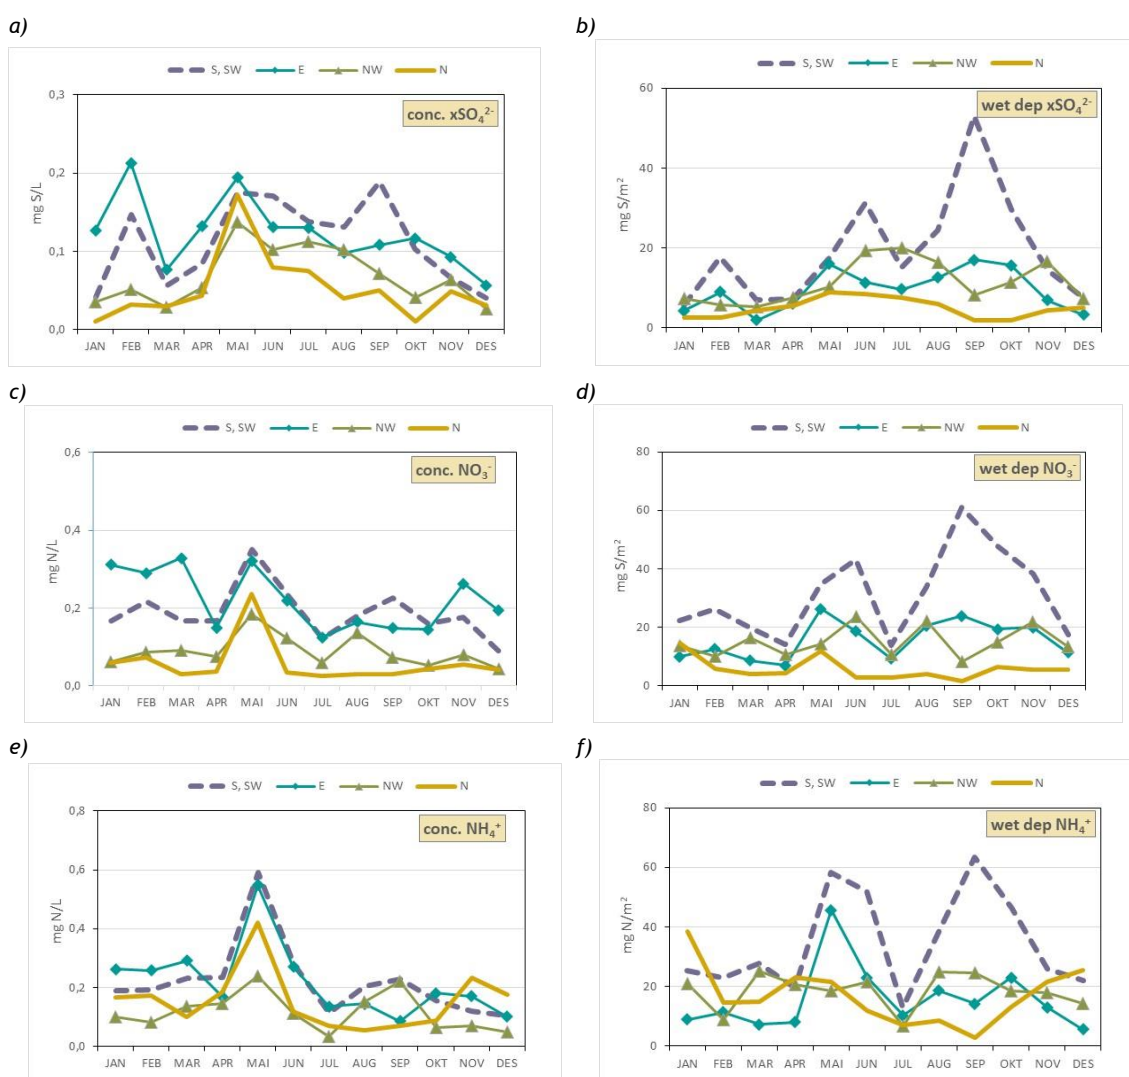 a)
S, SW E NW N
conc. xSO₄²⁻
mg S/L
0,3
0,2
0,1
0,0
JAN FEB MAR APR MAI JUN JUL AUG SEP OKT NOV DES
b)
S, SW E NW N
wet dep xSO₄²⁻
mg S/m²
60
40
20
0
JAN FEB MAR APR MAI JUN JUL AUG SEP OKT NOV DES
c)
S, SW E NW N
conc. NO₃⁻
mg N/L
0,6
0,4
0,2
0,0
JAN FEB MAR APR MAI JUN JUL AUG SEP OKT NOV DES
d)
S, SW E NW N
wet dep NO₃⁻
mg S/m²
80
60
40
20
0
JAN FEB MAR APR MAI JUN JUL AUG SEP OKT NOV DES
e)
S, SW E NW N
conc. NH₄⁺
mg N/L
0,8
0,6
0,4
0,2
0,0
JAN FEB MAR APR MAI JUN JUL AUG SEP OKT NOV DES
f)
S, SW E NW N
wet dep NH₄⁺
mg N/m²
80
60
40
20
0
JAN FEB MAR APR MAI JUN JUL AUG SEP OKT NOV DES